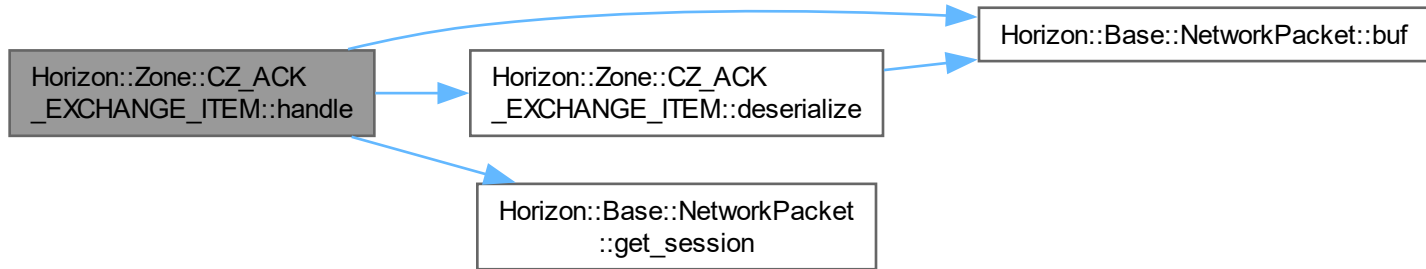 Horizon::Zone::CZ_ACK
_EXCHANGE_ITEM::handle
Horizon::Zone::CZ_ACK
_EXCHANGE_ITEM::deserialize
Horizon::Base::NetworkPacket::buf
Horizon::Base::NetworkPacket
::get_session